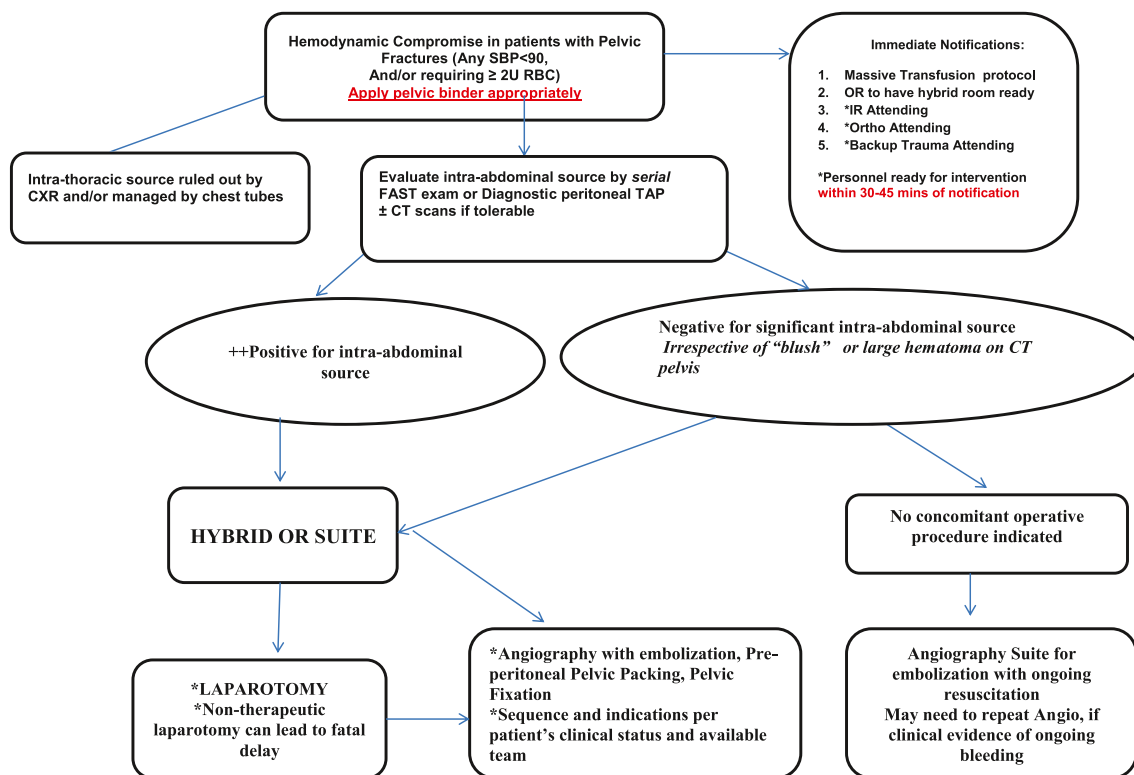 Hemodynamic Compromise in patients with Pelvic
Fractures (Any SBP<90,
And/or requiring ≥ 2U RBC)
Apply pelvic binder appropriately
Immediate Notifications:
1. Massive Transfusion protocol
2. OR to have hybrid room ready
3. *IR Attending
4. *Ortho Attending
5. *Backup Trauma Attending
*Personnel ready for intervention
within 30-45 mins of notification
Intra-thoracic source ruled out by
CXR and/or managed by chest tubes
Evaluate intra-abdominal source by serial
FAST exam or Diagnostic peritoneal TAP
± CT scans if tolerable
++Positive for intra-abdominal
source
Negative for significant intra-abdominal source
Irrespective of “blush” or large hematoma on CT
pelvis
HYBRID OR SUITE
No concomitant operative
procedure indicated
*LAPAROTOMY
*Non-therapeutic
laparotomy can lead to fatal
delay
*Angiography with embolization, Pre-
peritoneal Pelvic Packing, Pelvic
Fixation
*Sequence and indications per
patient’s clinical status and available
team
Angiography Suite for
embolization with ongoing
resuscitation
May need to repeat Angio, if
clinical evidence of ongoing
bleeding